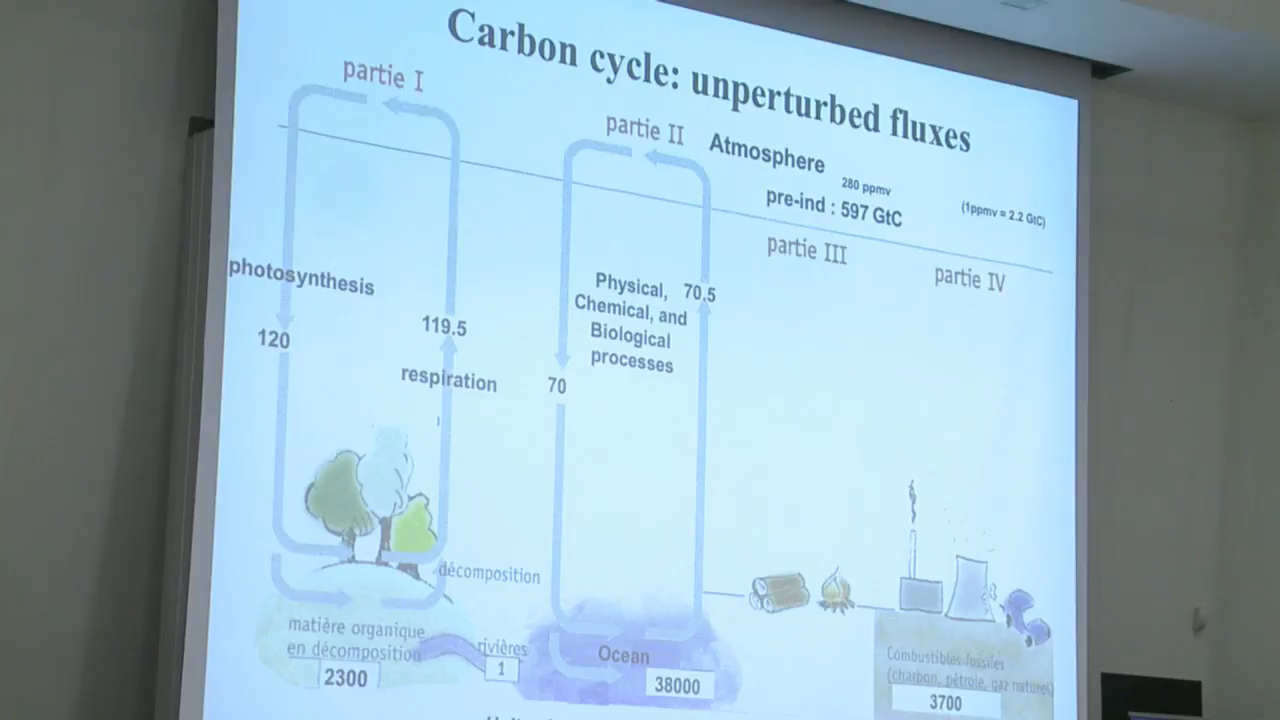 Carbon cycle: unperturbed fluxes
partie I
partie II
Atmosphere
280 ppmv
pre-ind : 597 GtC
(1ppmv = 2.2 GtC)
partie III
partie IV
photosynthesis
120
119.5
respiration
Physical,
Chemical, and
Biological
processes
70.5
70
décomposition
matière organique
en décomposition
2300
rivières
1
Ocean
38000
Combustibles fossiles
(charbon, pétrole, gaz naturel)
3700